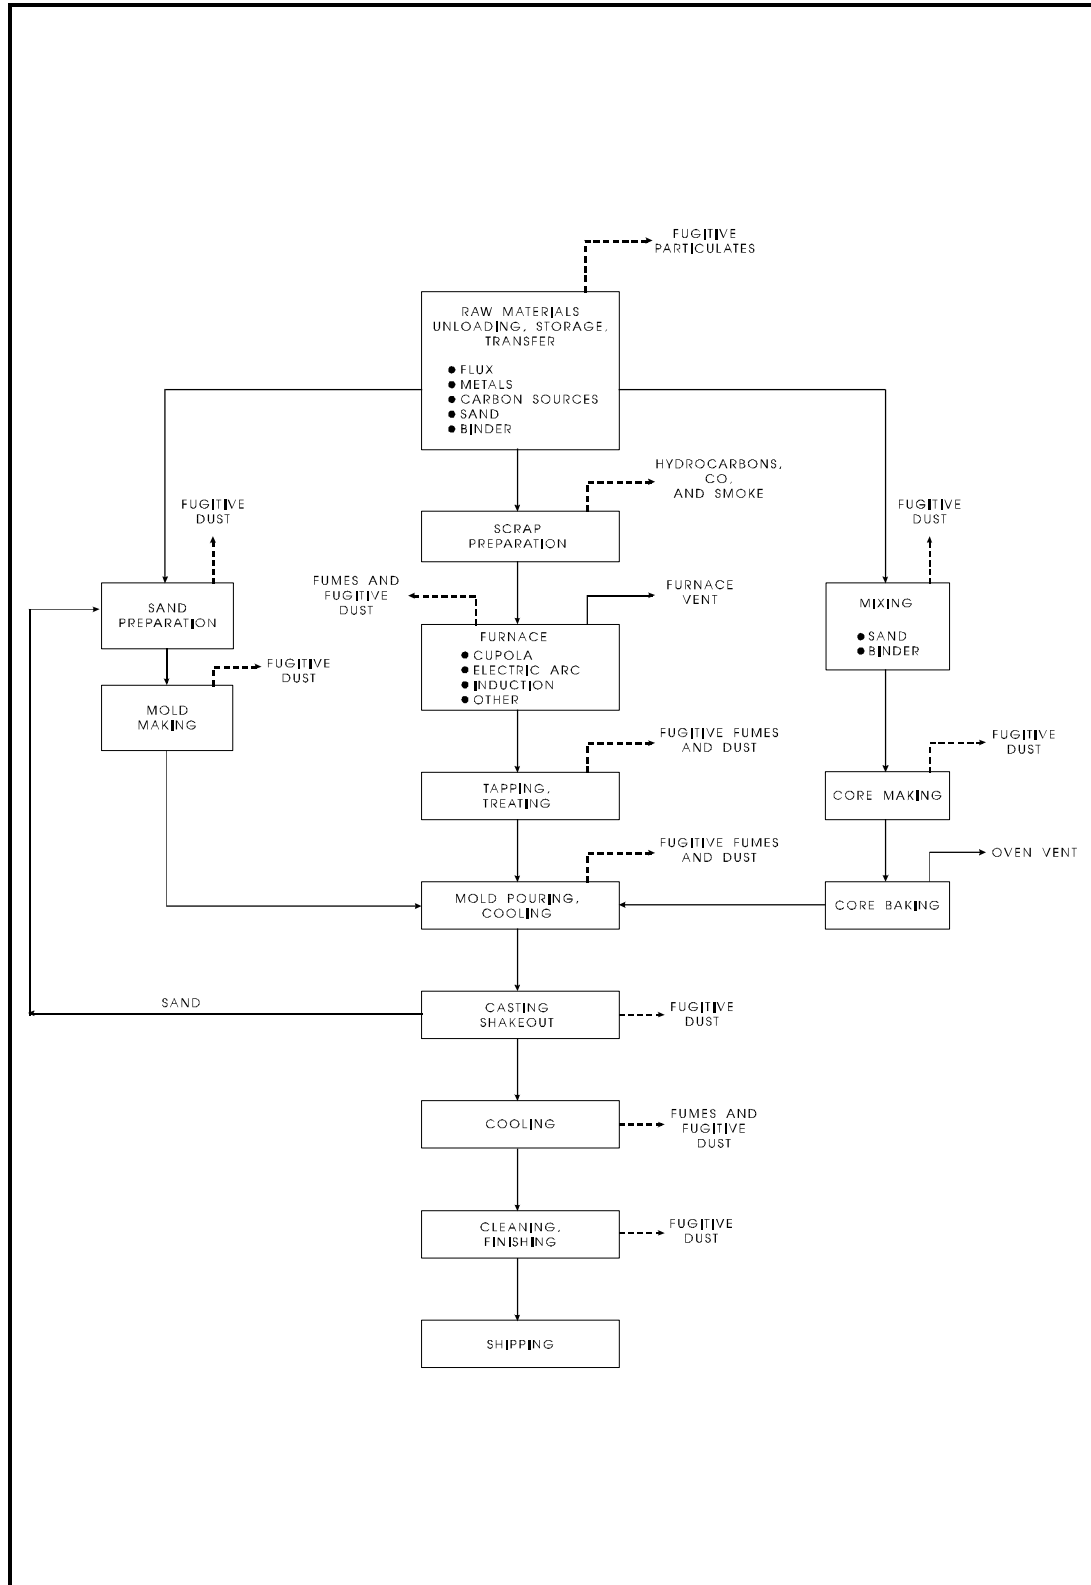 FUGITIVE
PARTICULATES
RAW MATERIALS
UNLOADING, STORAGE,
TRANSFER
● FLUX
● METALS
● CARBON SOURCES
● SAND
● BINDER
HYDROCARBONS,
CO,
AND SMOKE
FUGITIVE
DUST
FUGITIVE
DUST
SCRAP
PREPARATION
FUMES AND
FUGITIVE
DUST
FURNACE
VENT
SAND
PREPARATION
MIXING
● SAND
● BINDER
FURNACE
● CUPOLA
● ELECTRIC ARC
● INDUCTION
● OTHER
FUGITIVE
DUST
MOLD
MAKING
FUGITIVE FUMES
AND DUST
FUGITIVE
DUST
TAPPING,
TREATING
CORE MAKING
FUGITIVE FUMES
AND DUST
OVEN VENT
MOLD POURING,
COOLING
CORE BAKING
SAND
CASTING
SHAKEOUT
FUGITIVE
DUST
COOLING
FUMES AND
FUGITIVE
DUST
CLEANING,
FINISHING
FUGITIVE
DUST
SHIPPING